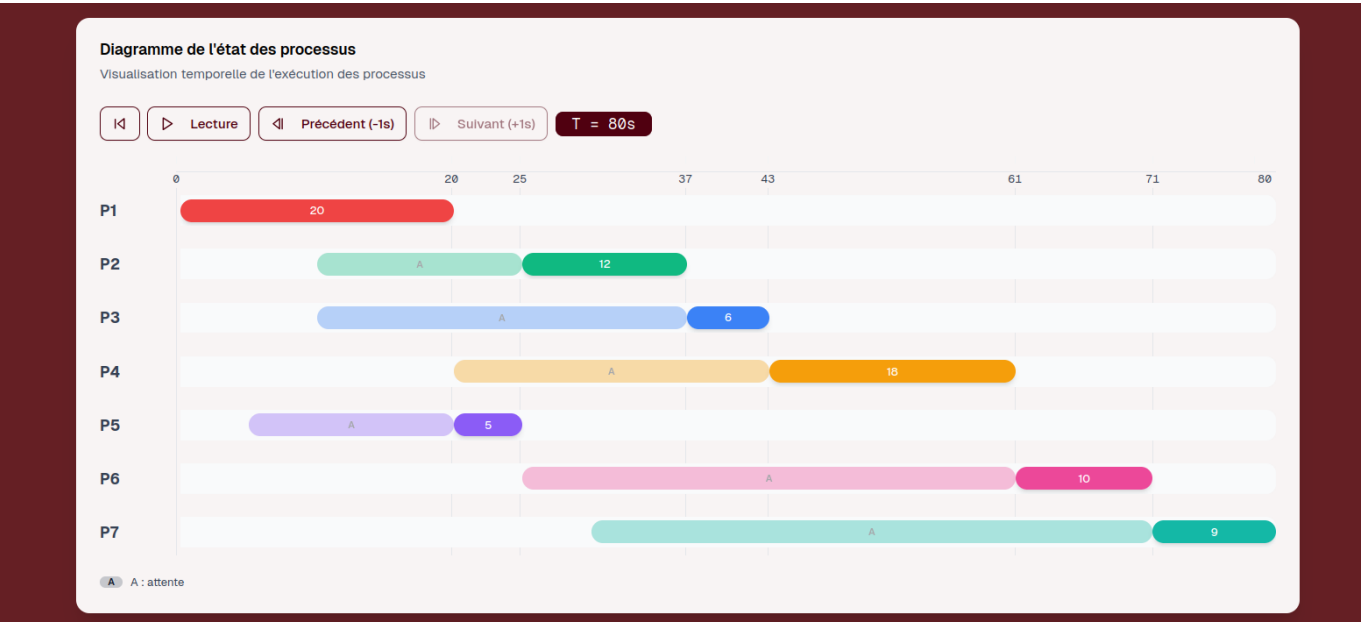 Diagramme de l'état des processus
Visualisation temporelle de l'exécution des processus
Lecture Précédent (-1s) Suivant (+1s) T = 80s
0 20 25 37 43 61 71 80
P1 20
P2 A 12
P3 A 6
P4 A 18
P5 A 5
P6 A 10
P7 A 9
A A : attente